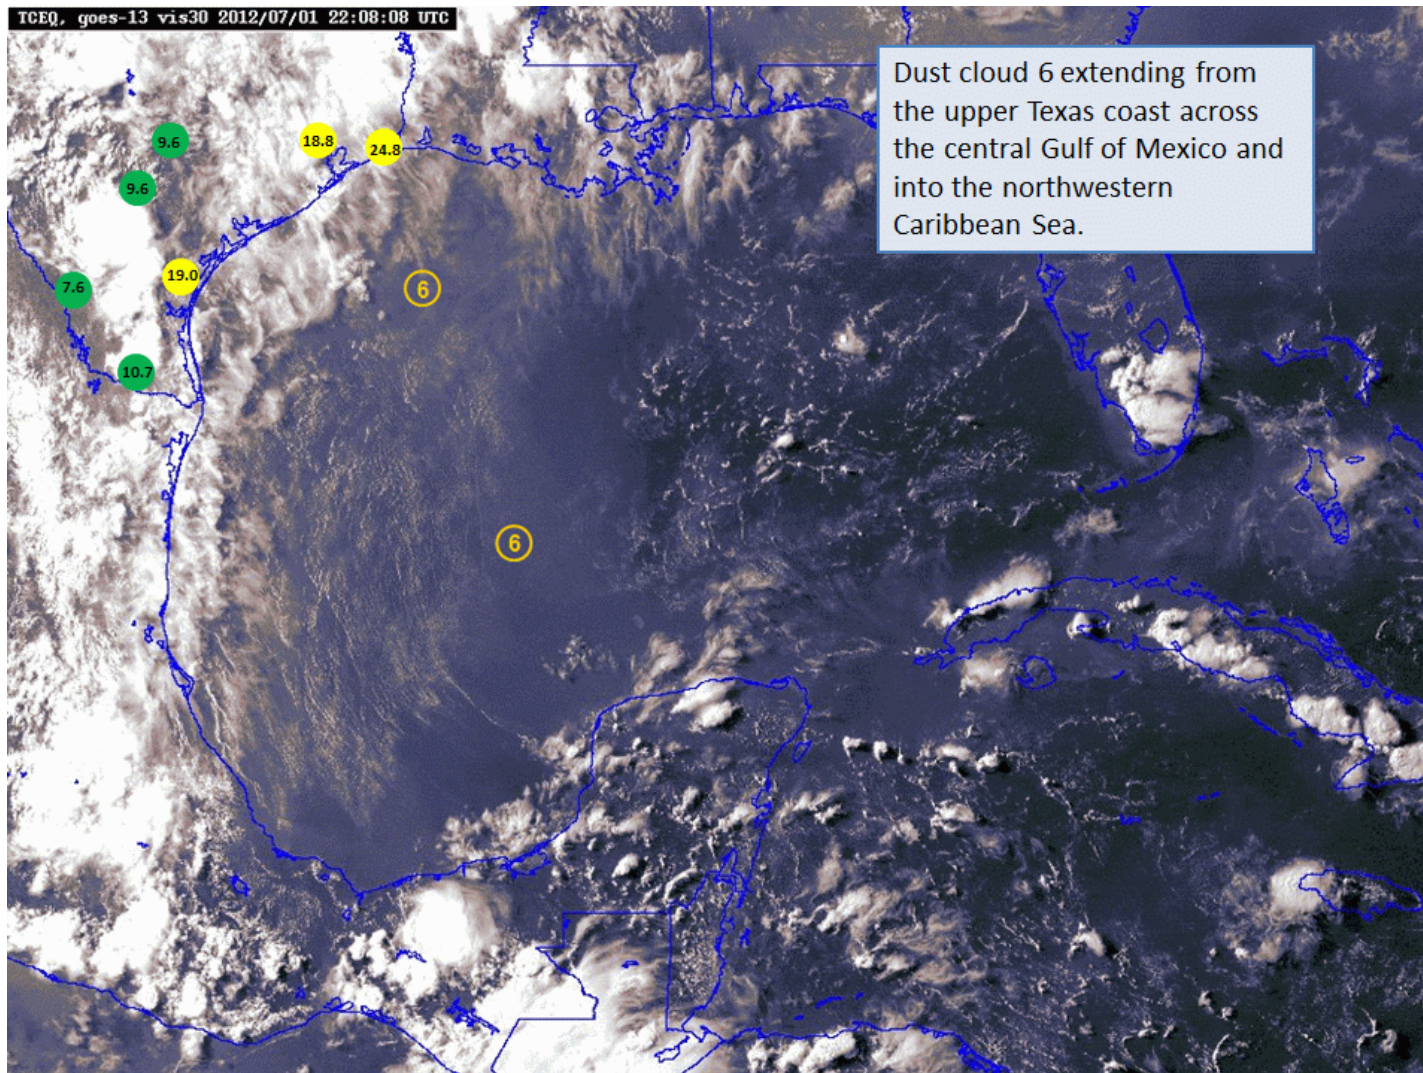 TCEQ, goes-13 vis30 2012/07/01 22:08:08 UTC
Dust cloud 6 extending from
the upper Texas coast across
the central Gulf of Mexico and
into the northwestern
Caribbean Sea.
9.6
18.8
24.8
9.6
19.0
7.6
6
10.7
6